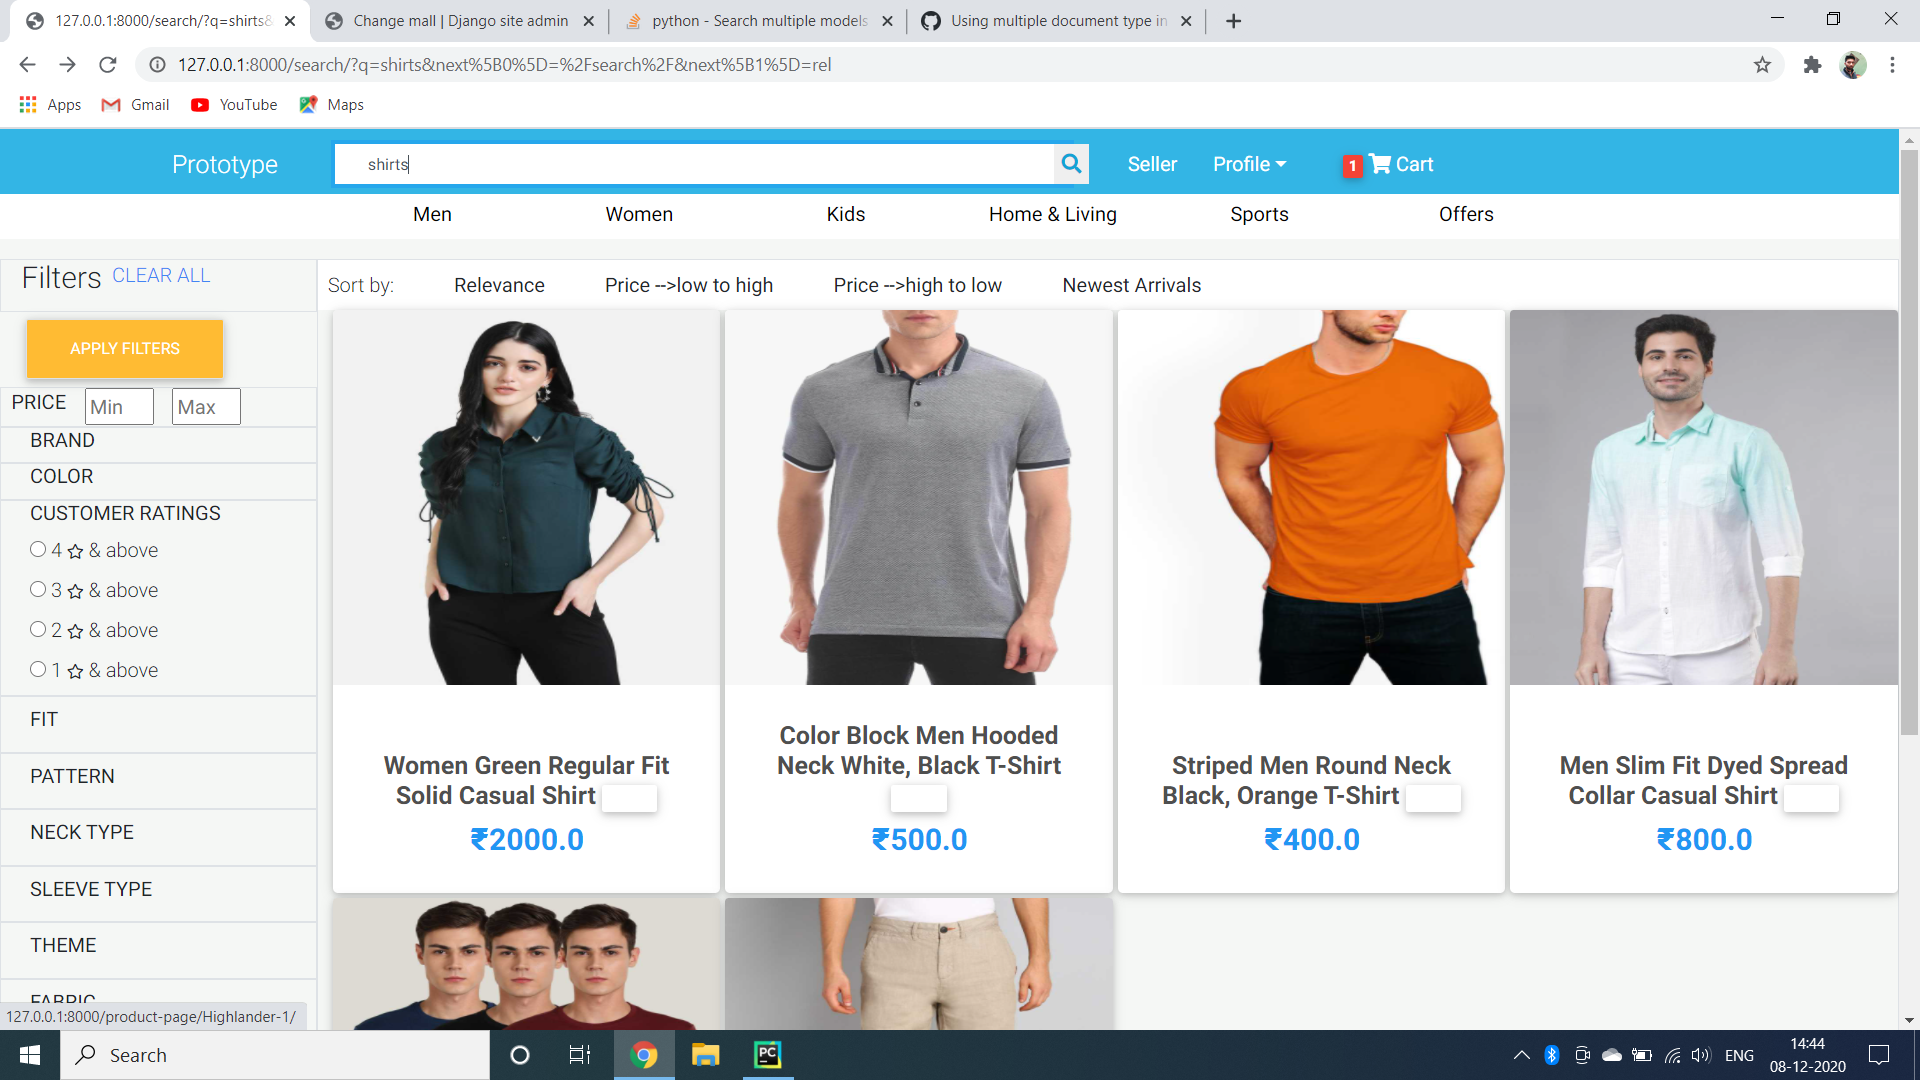 127.0.0.1:8000/search/?q=shirts&
Change mall | Django site admin
python - Search multiple models
Using multiple document type in
127.0.0.1:8000/search/?q=shirts&next%5B0%5D=%2Fsearch%2F&next%5B1%5D=rel
Apps
Gmail
YouTube
Maps
Prototype
shirts
Seller
Profile
1
Cart
Men
Women
Kids
Home & Living
Sports
Offers
Filters CLEAR ALL
Sort by:
Relevance
Price -->low to high
Price -->high to low
Newest Arrivals
APPLY FILTERS
PRICE
Min
Max
BRAND
COLOR
CUSTOMER RATINGS
4 & above
3 & above
2 & above
1 & above
FIT
PATTERN
NECK TYPE
SLEEVE TYPE
THEME
FABRIC
Women Green Regular Fit
Solid Casual Shirt
₹2000.0
Color Block Men Hooded
Neck White, Black T-Shirt
₹500.0
Striped Men Round Neck
Black, Orange T-Shirt
₹400.0
Men Slim Fit Dyed Spread
Collar Casual Shirt
₹800.0
127.0.0.1:8000/product-page/Highlander-1/
Search
PC
ENG
14:44
08-12-2020